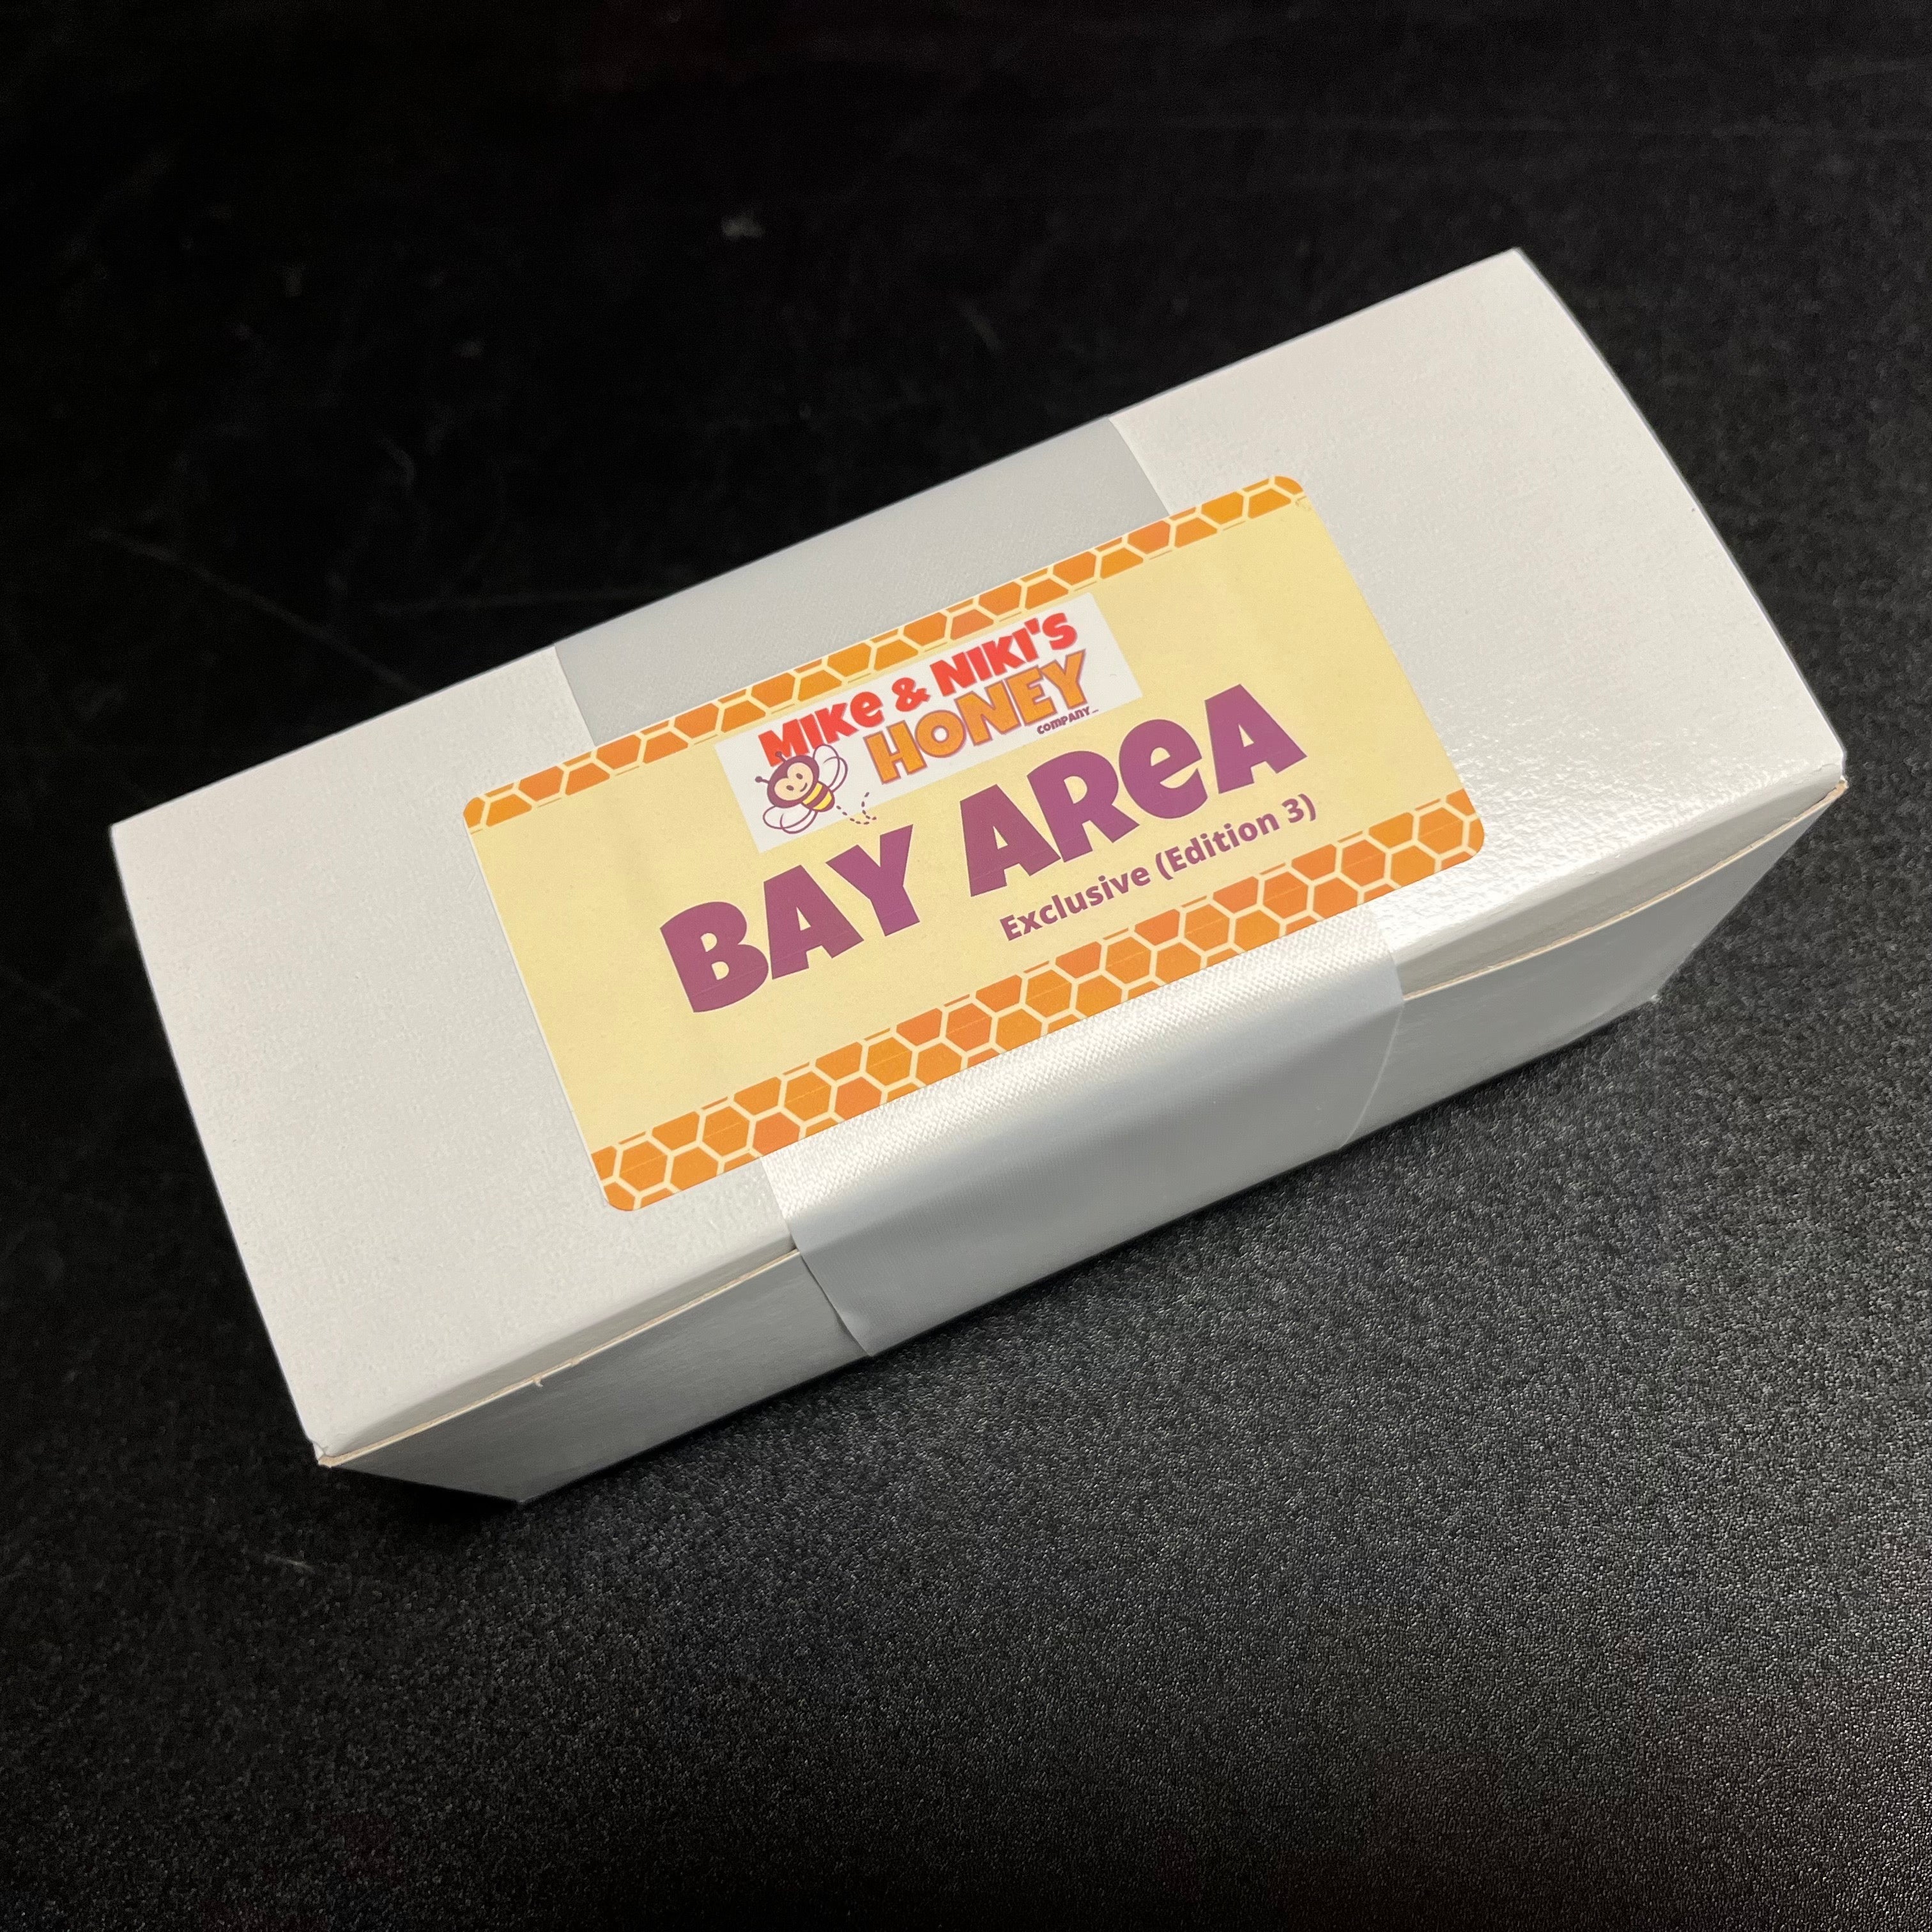 MIKe & NIKI'S
HONEY
COMPANY
BAY AReA
Exclusive (Edition 3)